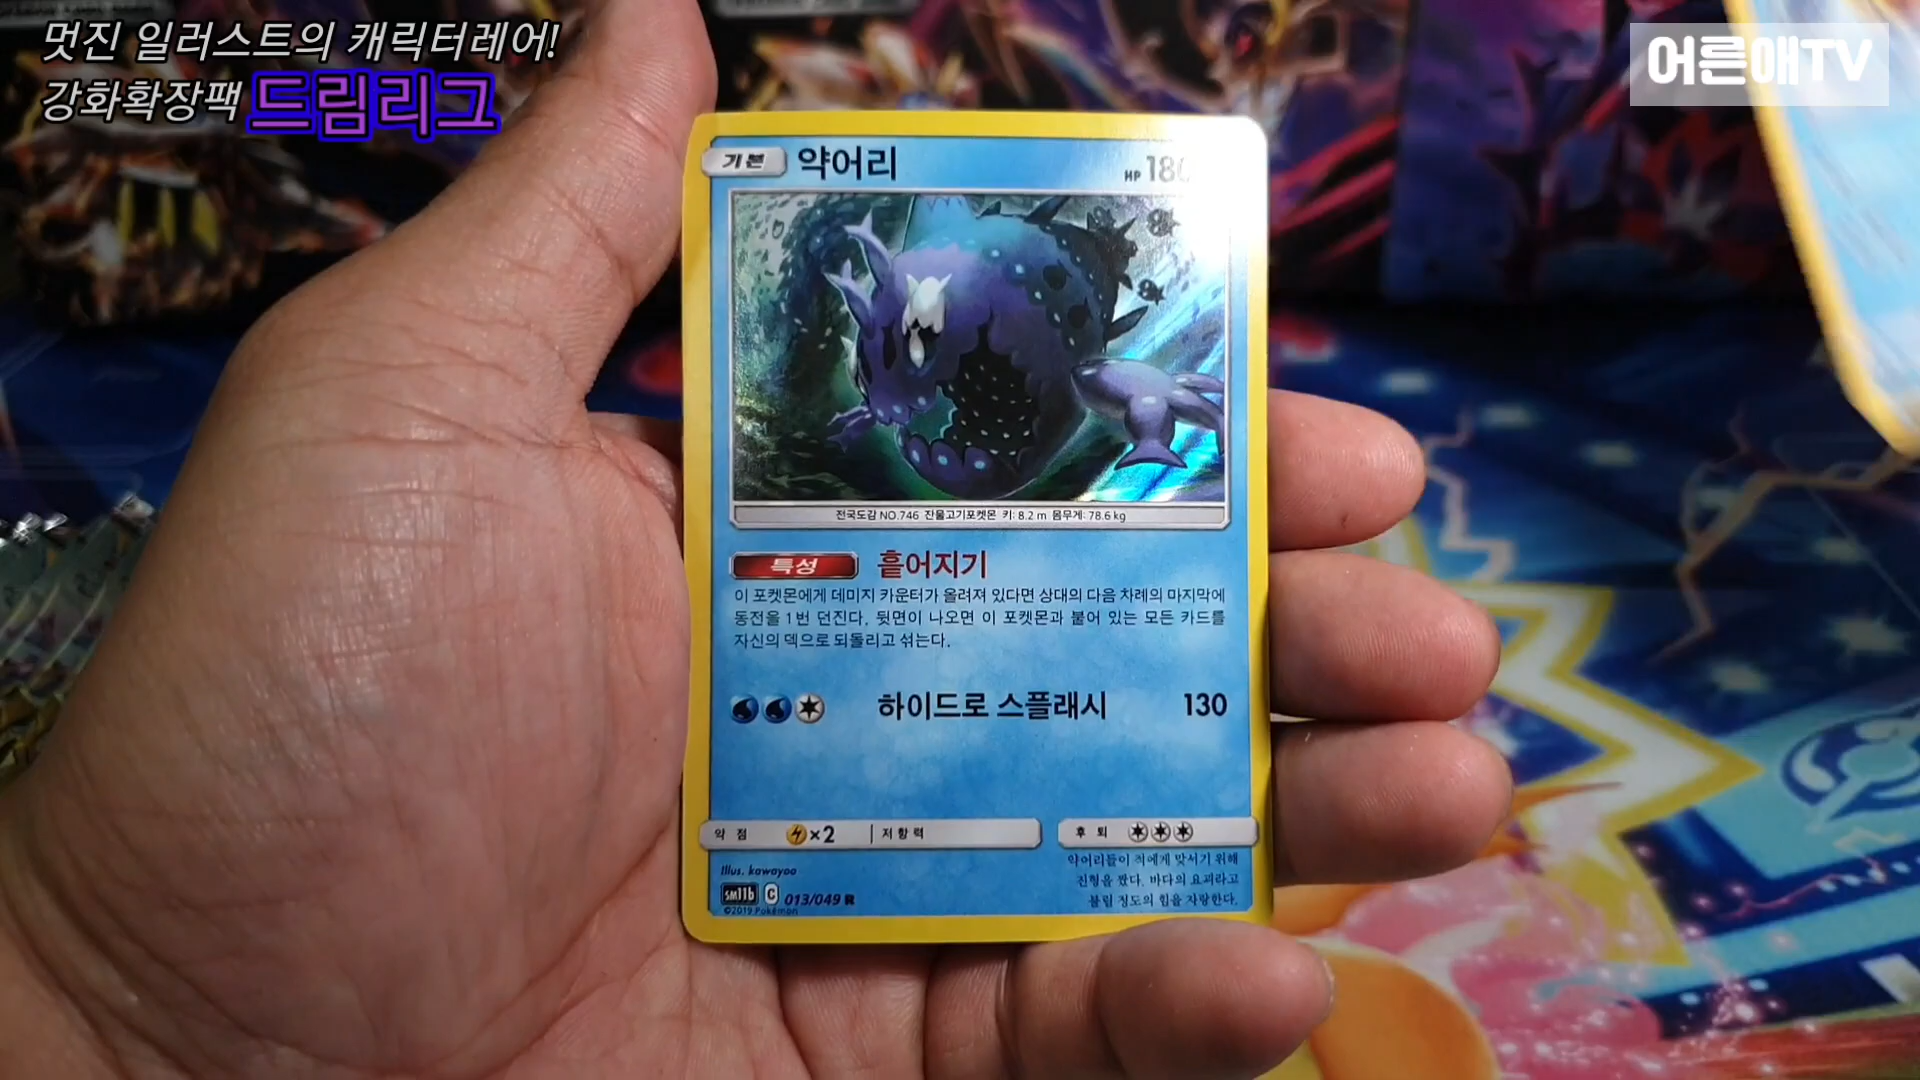 멋진 일러스트의 캐릭터레어!
강화확장팩 드림리그
어른애TV
기본 약어리 HP 180
전국도감 NO.746 잔물고기포켓몬 키: 8.2 m 몸무게: 78.6 kg
특성 흩어지기
이 포켓몬에게 데미지 카운터가 올려져 있다면 상대의 다음 차례의 마지막에
동전을 1번 던진다. 뒷면이 나오면 이 포켓몬과 붙어 있는 모든 카드를
자신의 덱으로 되돌리고 섞는다.
하이드로 스플래시 130
약점 ×2 저항력 후퇴
약어리들이 적에게 맞서기 위해
진형을 짰다. 바다의 요괴라고
불릴 정도의 힘을 자랑한다.
Illus. kawayoo
sm11b C 013/049 R
©2019 Pokémon